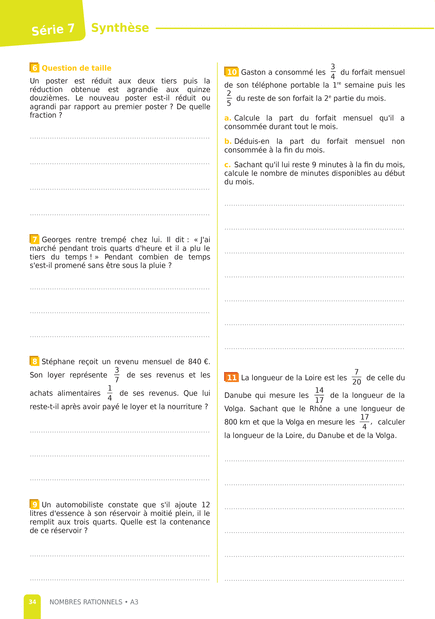 Série 7
Synthèse
6 Question de taille
Un poster est réduit aux deux tiers puis la
réduction obtenue est agrandie aux quinze
douzièmes. Le nouveau poster est-il réduit ou
agrandi par rapport au premier poster ? De quelle
fraction ?
7 Georges rentre trempé chez lui. Il dit : « J'ai
marché pendant trois quarts d'heure et il a plu le
tiers du temps ! » Pendant combien de temps
s'est-il promené sans être sous la pluie ?
8 Stéphane reçoit un revenu mensuel de 840 €.
Son loyer représente 3/7 de ses revenus et les
achats alimentaires 1/4 de ses revenus. Que lui
reste-t-il après avoir payé le loyer et la nourriture ?
9 Un automobiliste constate que s'il ajoute 12
litres d'essence à son réservoir à moitié plein, il le
remplit aux trois quarts. Quelle est la contenance
de ce réservoir ?
10 Gaston a consommé les 3/4 du forfait mensuel
de son téléphone portable la 1re semaine puis les
2/5 du reste de son forfait la 2e partie du mois.
a. Calcule la part du forfait mensuel qu'il a
consommée durant tout le mois.
b. Déduis-en la part du forfait mensuel non
consommée à la fin du mois.
c. Sachant qu'il lui reste 9 minutes à la fin du mois,
calcule le nombre de minutes disponibles au début
du mois.
11 La longueur de la Loire est les 7/20 de celle du
Danube qui mesure les 14/17 de la longueur de la
Volga. Sachant que le Rhône a une longueur de
800 km et que la Volga en mesure les 17/4, calculer
la longueur de la Loire, du Danube et de la Volga.
34 NOMBRES RATIONNELS • A3